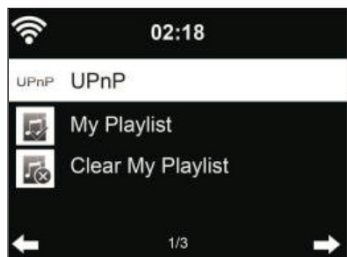 02:18
UPnP UPnP
My Playlist
Clear My Playlist
1/3